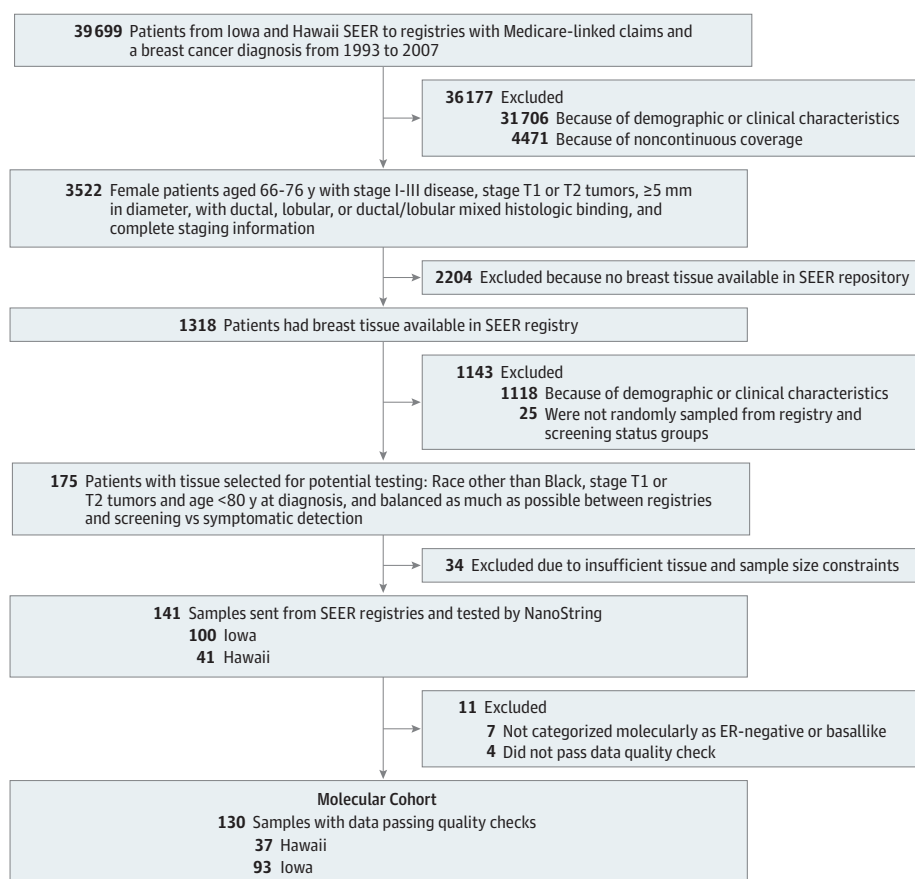 39 699 Patients from Iowa and Hawaii SEER to registries with Medicare-linked claims and
a breast cancer diagnosis from 1993 to 2007
36 177 Excluded
31 706 Because of demographic or clinical characteristics
4471 Because of noncontinuous coverage
3522 Female patients aged 66-76 y with stage I-III disease, stage T1 or T2 tumors, ≥5 mm
in diameter, with ductal, lobular, or ductal/lobular mixed histologic binding, and
complete staging information
2204 Excluded because no breast tissue available in SEER repository
1318 Patients had breast tissue available in SEER registry
1143 Excluded
1118 Because of demographic or clinical characteristics
25 Were not randomly sampled from registry and
screening status groups
175 Patients with tissue selected for potential testing: Race other than Black, stage T1 or
T2 tumors and age <80 y at diagnosis, and balanced as much as possible between registries
and screening vs symptomatic detection
34 Excluded due to insufficient tissue and sample size constraints
141 Samples sent from SEER registries and tested by NanoString
100 Iowa
41 Hawaii
11 Excluded
7 Not categorized molecularly as ER-negative or basallike
4 Did not pass data quality check
Molecular Cohort
130 Samples with data passing quality checks
37 Hawaii
93 Iowa